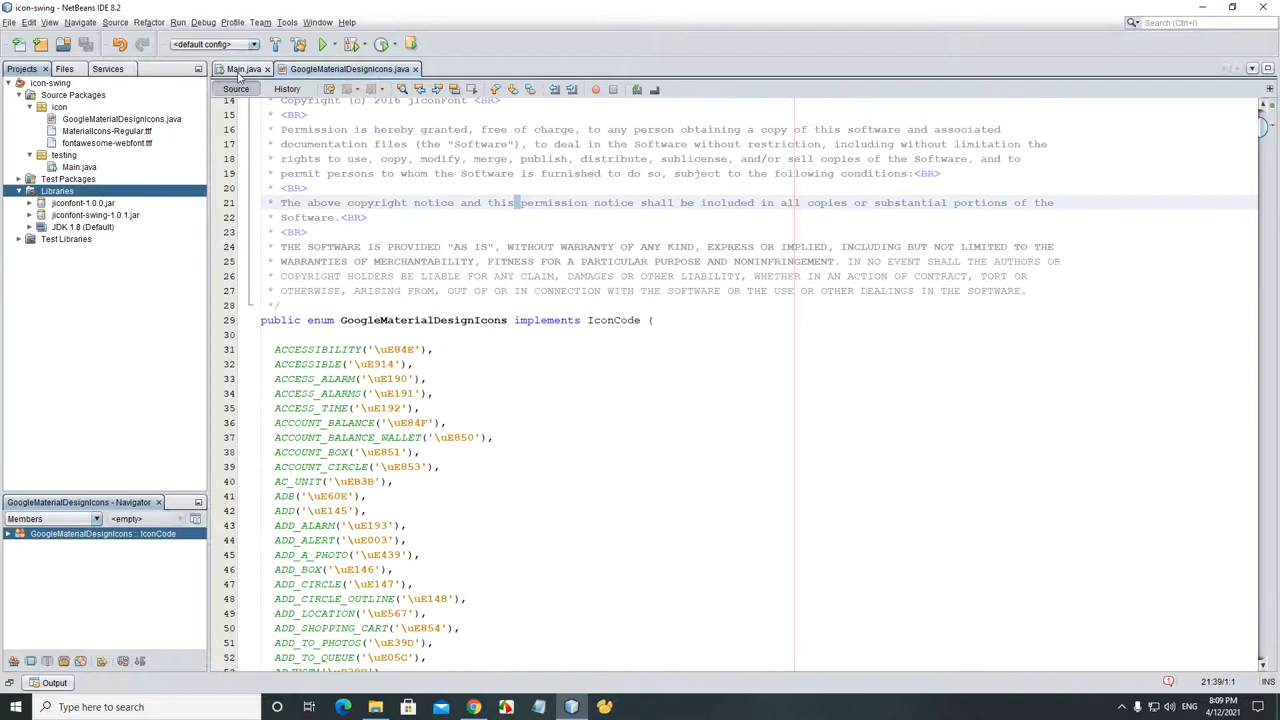 icon-swing - NetBeans IDE 8.2
File Edit View Navigate Source Refactor Run Debug Profile Team Tools Window Help
Search (Ctrl+I)
<default config>
Projects
Files
Services
icon-swing
Source Packages
icon
GoogleMaterialDesignIcons.java
MaterialIcons-Regular.ttf
fontawesome-webfont.ttf
testing
Main.java
Test Packages
Libraries
jiconfont-1.0.0.jar
jiconfont-swing-1.0.1.jar
JDK 1.8 (Default)
Test Libraries
GoogleMaterialDesignIcons - Navigator
Members
<empty>
GoogleMaterialDesignIcons :: IconCode
Output
Main.java
GoogleMaterialDesignIcons.java
Source
History
14 * Copyright (c) 2016 jIconFont <BR>
15 * <BR>
16 * Permission is hereby granted, free of charge, to any person obtaining a copy of this software and associated
17 * documentation files (the "Software"), to deal in the Software without restriction, including without limitation the
18 * rights to use, copy, modify, merge, publish, distribute, sublicense, and/or sell copies of the Software, and to
19 * permit persons to whom the Software is furnished to do so, subject to the following conditions:<BR>
20 * <BR>
21 * The above copyright notice and this permission notice shall be included in all copies or substantial portions of the
22 * Software.<BR>
23 * <BR>
24 * THE SOFTWARE IS PROVIDED "AS IS", WITHOUT WARRANTY OF ANY KIND, EXPRESS OR IMPLIED, INCLUDING BUT NOT LIMITED TO THE
25 * WARRANTIES OF MERCHANTABILITY, FITNESS FOR A PARTICULAR PURPOSE AND NONINFRINGEMENT. IN NO EVENT SHALL THE AUTHORS OR
26 * COPYRIGHT HOLDERS BE LIABLE FOR ANY CLAIM, DAMAGES OR OTHER LIABILITY, WHETHER IN AN ACTION OF CONTRACT, TORT OR
27 * OTHERWISE, ARISING FROM, OUT OF OR IN CONNECTION WITH THE SOFTWARE OR THE USE OR OTHER DEALINGS IN THE SOFTWARE.
28 */
29 public enum GoogleMaterialDesignIcons implements IconCode {
30
31 ACCESSIBILITY('\uE84E'),
32 ACCESSIBLE('\uE914'),
33 ACCESS_ALARM('\uE190'),
34 ACCESS_ALARMS('\uE191'),
35 ACCESS_TIME('\uE192'),
36 ACCOUNT_BALANCE('\uE84F'),
37 ACCOUNT_BALANCE_WALLET('\uE850'),
38 ACCOUNT_BOX('\uE851'),
39 ACCOUNT_CIRCLE('\uE853'),
40 AC_UNIT('\uEB3B'),
41 ADB('\uE60E'),
42 ADD('\uE145'),
43 ADD_ALARM('\uE193'),
44 ADD_ALERT('\uE003'),
45 ADD_A_PHOTO('\uE439'),
46 ADD_BOX('\uE146'),
47 ADD_CIRCLE('\uE147'),
48 ADD_CIRCLE_OUTLINE('\uE148'),
49 ADD_LOCATION('\uE567'),
50 ADD_SHOPPING_CART('\uE854'),
51 ADD_TO_PHOTOS('\uE39D'),
52 ADD_TO_QUEUE('\uE05C'),
21:39/1:1
INS
Type here to search
ENG
8:09 PM
4/12/2021